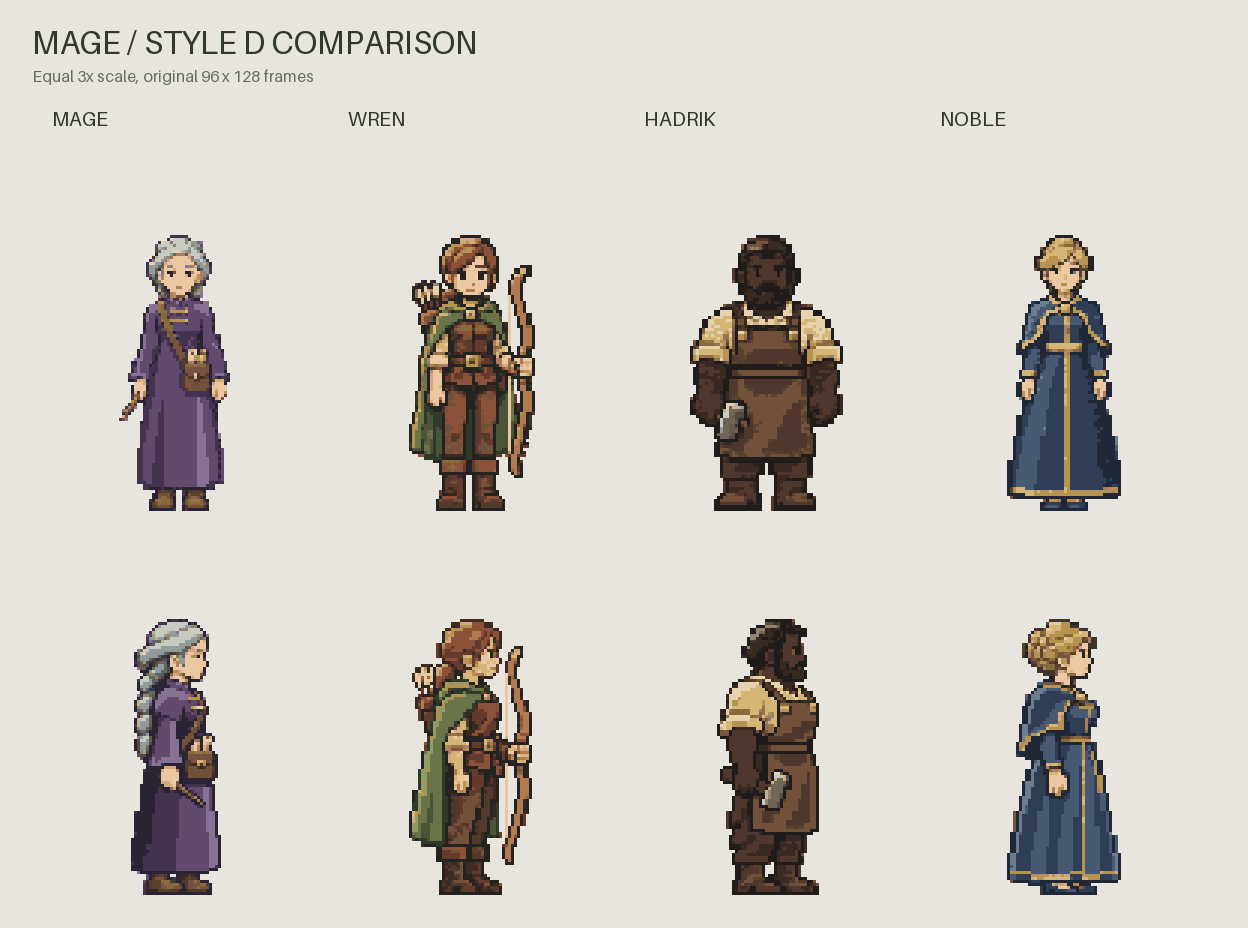 MAGE / STYLE D COMPARISON
Equal 3x scale, original 96 x 128 frames
MAGE
WREN
HADRIK
NOBLE